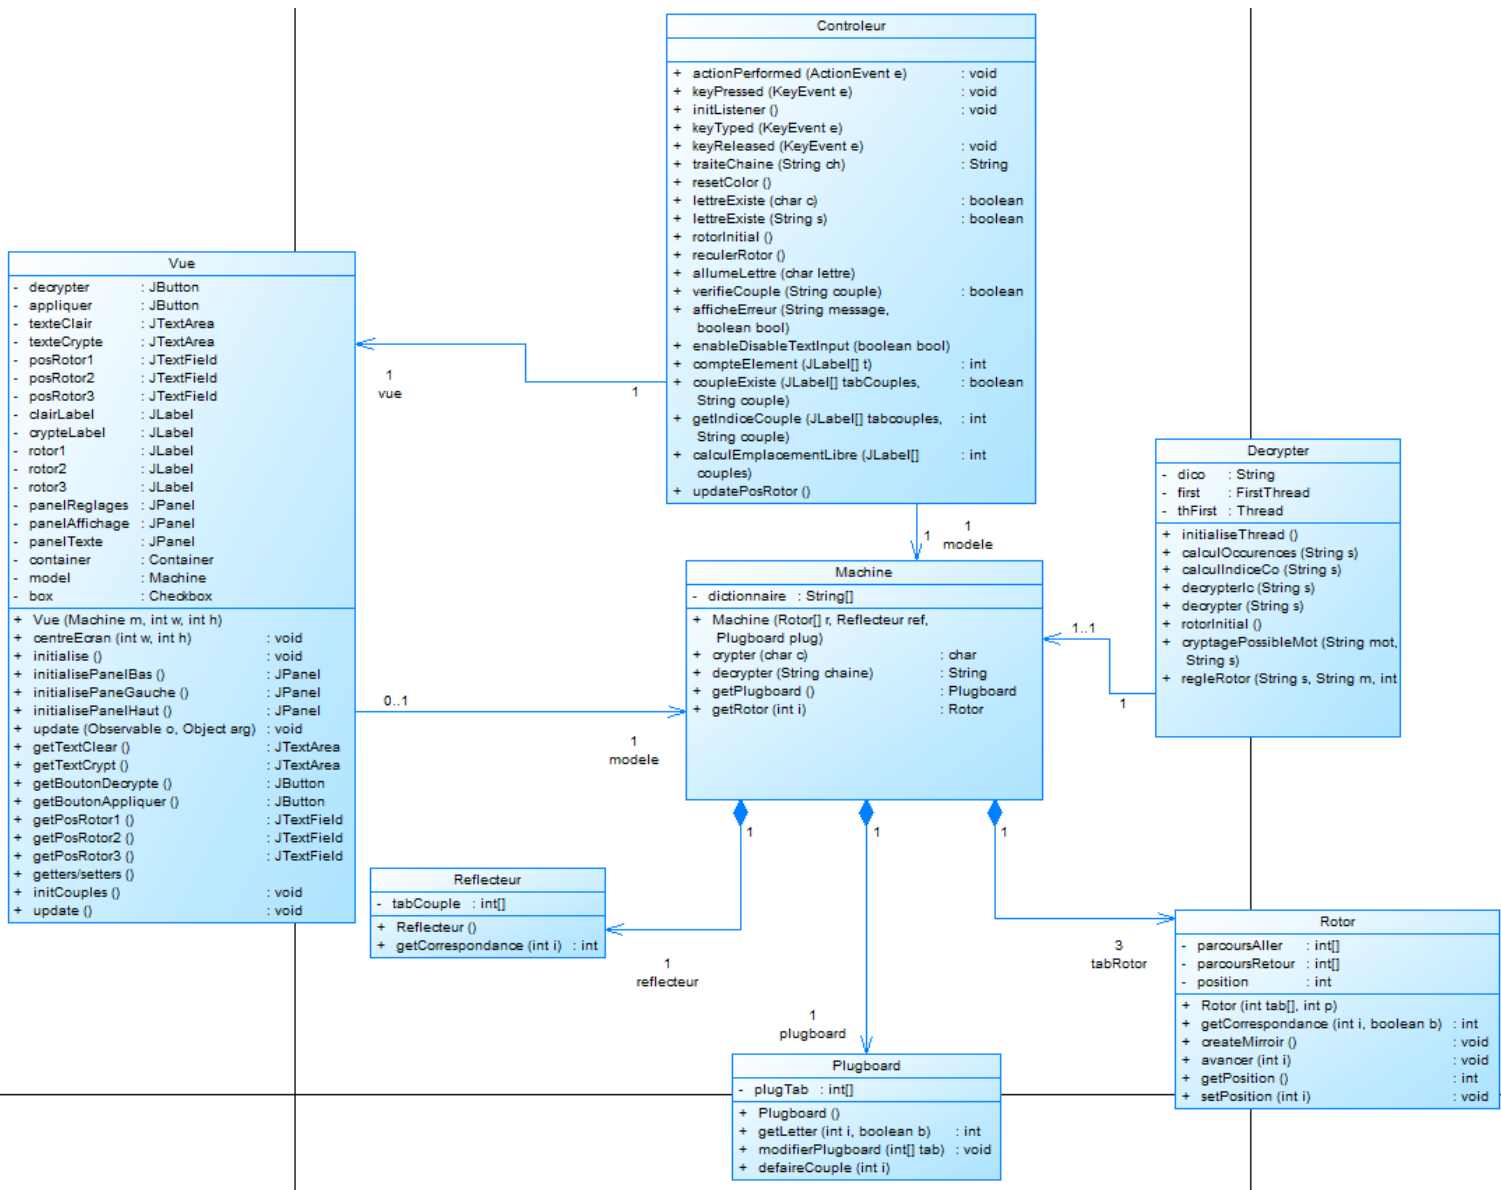 Controleur
+ actionPerformed (ActionEvent e) : void
+ keyPressed (KeyEvent e) : void
+ initListener () : void
+ keyTyped (KeyEvent e)
+ keyReleased (KeyEvent e) : void
+ traiteChaine (String ch) : String
+ resetColor ()
+ lettreExiste (char c) : boolean
+ lettreExiste (String s) : boolean
+ rotorInitial ()
+ reculerRotor ()
+ allumeLettre (char lettre)
+ verifieCouple (String couple) : boolean
+ afficheErreur (String message,
boolean bool)
+ enableDisableTextInput (boolean bool)
+ compteElement (JLabel[] t) : int
+ coupleExiste (JLabel[] tabCouples, : boolean
String couple)
+ getIndiceCouple (JLabel[] tabcouples, : int
String couple)
+ calculEmplacementLibre (JLabel[] : int
couples)
+ updatePosRotor ()
Vue
- decrypter : JButton
- appliquer : JButton
- texteClair : JTextArea
- texteCrypte : JTextArea
- posRotor1 : JTextField
- posRotor2 : JTextField
- posRotor3 : JTextField
- clairLabel : JLabel
- crypteLabel : JLabel
- rotor1 : JLabel
- rotor2 : JLabel
- rotor3 : JLabel
- panelReglages : JPanel
- panelAffichage : JPanel
- panelTexte : JPanel
- container : Container
- model : Machine
- box : Checkbox
+ Vue (Machine m, int w, int h)
+ centreEcran (int w, int h) : void
+ initialise () : void
+ initialisePanelBas () : JPanel
+ initialisePaneGauche () : JPanel
+ initialisePanelHaut () : JPanel
+ update (Observable o, Object arg) : void
+ getTextClear () : JTextArea
+ getTextCrypt () : JTextArea
+ getBoutonDecrypte () : JButton
+ getBoutonAppliquer () : JButton
+ getPosRotor1 () : JTextField
+ getPosRotor2 () : JTextField
+ getPosRotor3 () : JTextField
+ getters/setters ()
+ initCouples () : void
+ update () : void
1
vue
1
1
1
modele
Decrypter
- dico : String
- first : FirstThread
- thFirst : Thread
+ initialiseThread ()
+ calculOccurences (String s)
+ calculIndiceCo (String s)
+ decrypterIc (String s)
+ decrypter (String s)
+ rotorInitial ()
+ cryptagePossibleMot (String mot,
String s)
+ regleRotor (String s, String m, int
Machine
- dictionnaire : String[]
+ Machine (Rotor[] r, Reflecteur ref,
Plugboard plug)
+ crypter (char c) : char
+ decrypter (String chaine) : String
+ getPlugboard () : Plugboard
+ getRotor (int i) : Rotor
1..1
1
0..1
1
modele
1
1
1
Reflecteur
- tabCouple : int[]
+ Reflecteur ()
+ getCorrespondance (int i) : int
1
reflecteur
1
plugboard
3
tabRotor
Rotor
- parcoursAller : int[]
- parcoursRetour : int[]
- position : int
+ Rotor (int tab[], int p)
+ getCorrespondance (int i, boolean b) : int
+ createMirroir () : void
+ avancer (int i) : void
+ getPosition () : int
+ setPosition (int i) : void
Plugboard
- plugTab : int[]
+ Plugboard ()
+ getLetter (int i, boolean b) : int
+ modifierPlugboard (int[] tab) : void
+ defaireCouple (int i)